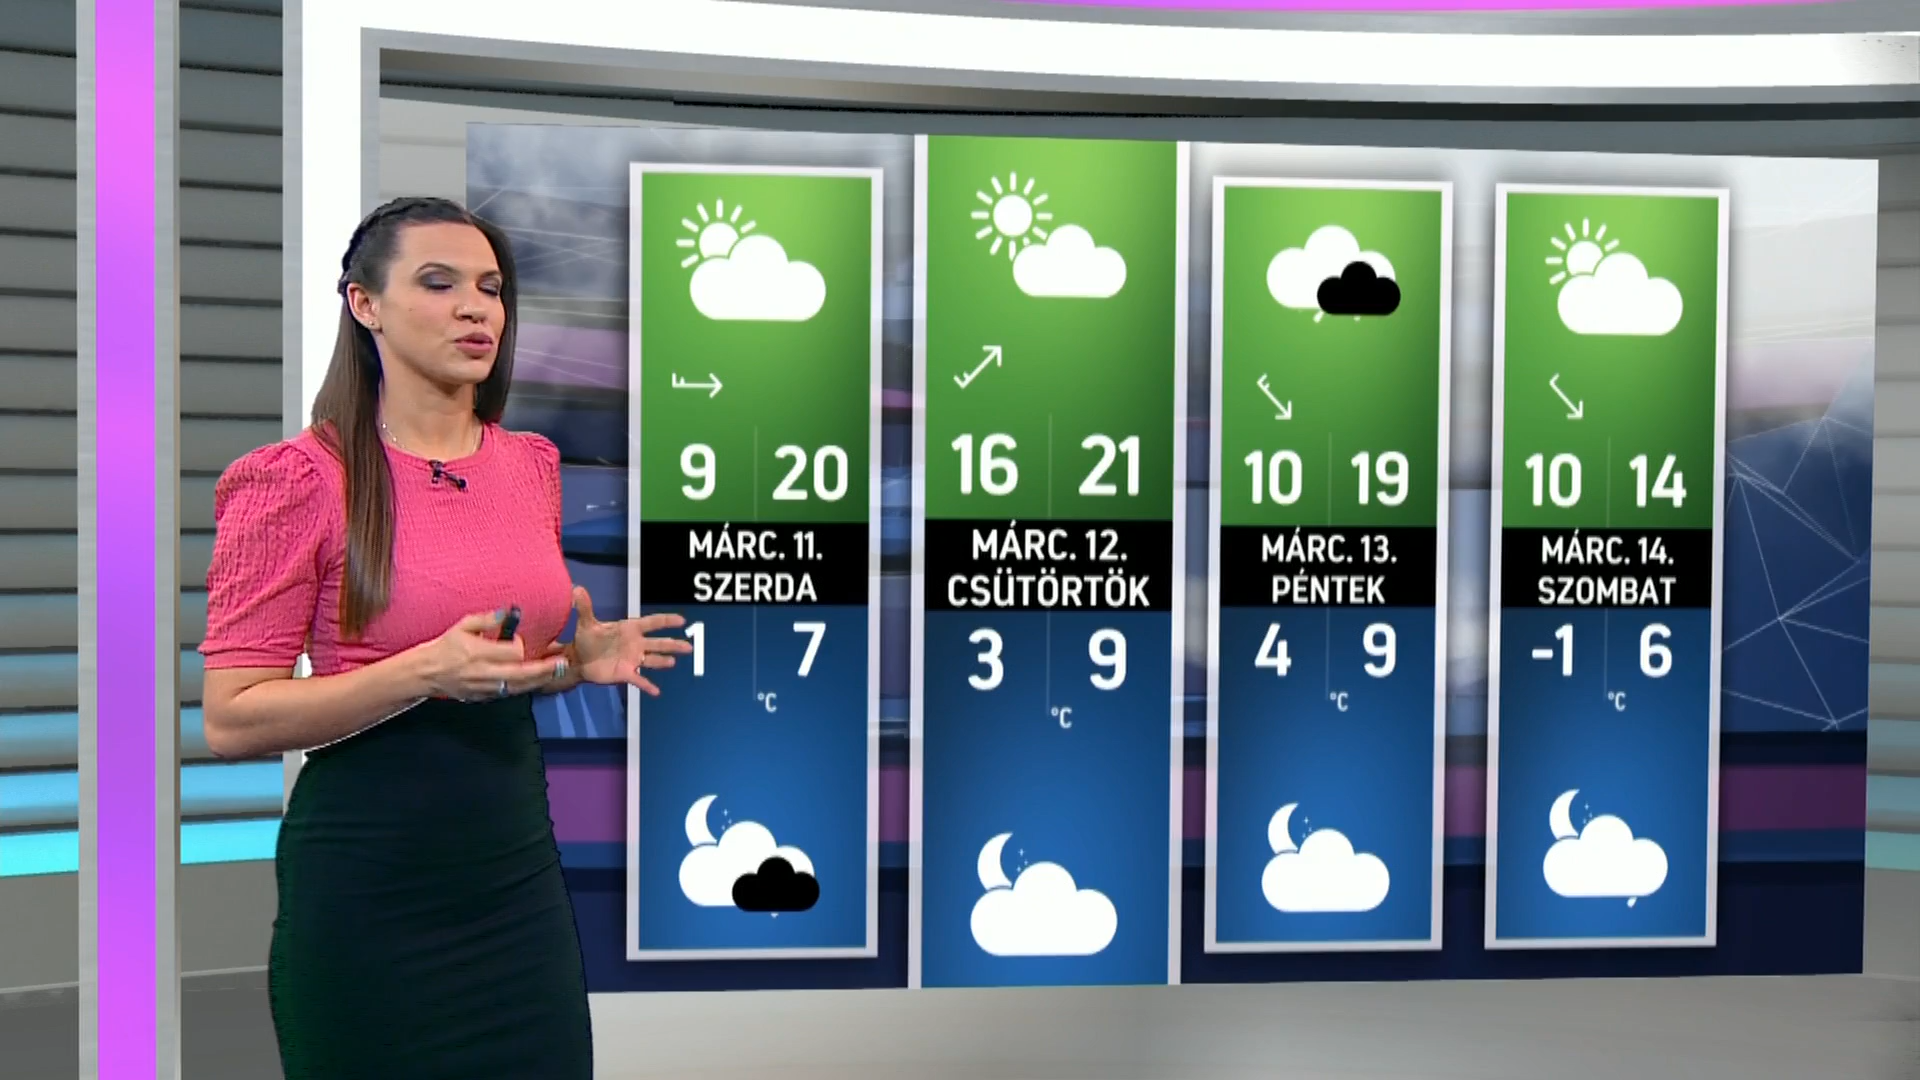 9 20
MÁRC. 11.
SZERDA
1 7
°C
16 21
MÁRC. 12.
CSÜTÖRTÖK
3 9
°C
10 19
MÁRC. 13.
PÉNTEK
4 9
°C
10 14
MÁRC. 14.
SZOMBAT
-1 6
°C